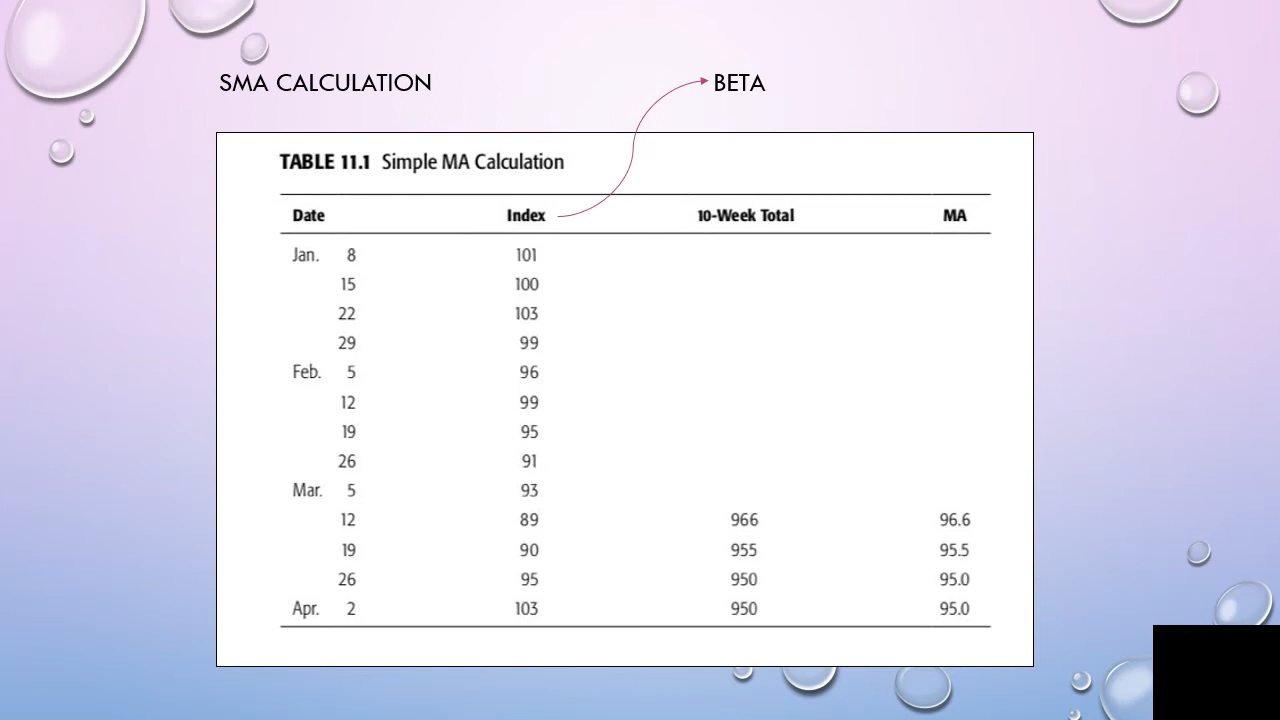 SMA CALCULATION BETA
TABLE 11.1 Simple MA Calculation
Date Index 10-Week Total MA
Jan. 8 101
15 100
22 103
29 99
Feb. 5 96
12 99
19 95
26 91
Mar. 5 93
12 89 966 96.6
19 90 955 95.5
26 95 950 95.0
Apr. 2 103 950 95.0